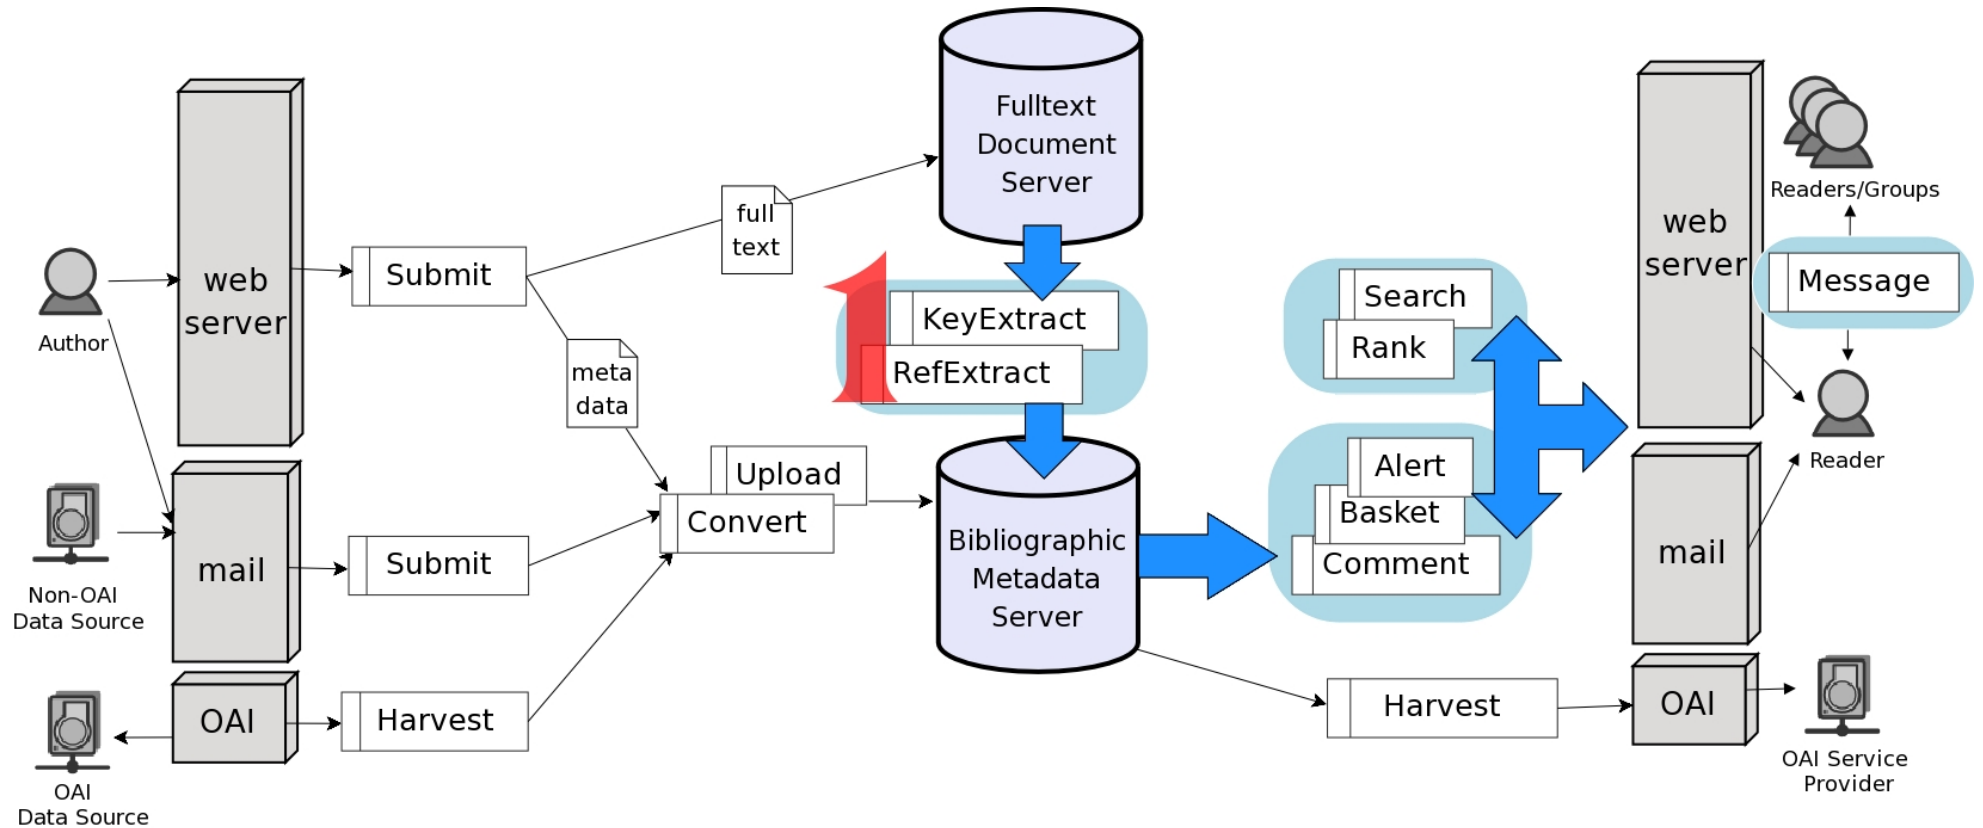 Fulltext
Document
Server
Readers/Groups
web
server
Message
full
text
Author
web
server
Submit
1
KeyExtract
RefExtract
Search
Rank
meta
data
Reader
Upload
Convert
Alert
Basket
Comment
Non-OAI
Data Source
mail
Submit
Bibliographic
Metadata
Server
mail
OAI
Data Source
OAI
Harvest
Harvest
OAI
OAI Service
Provider